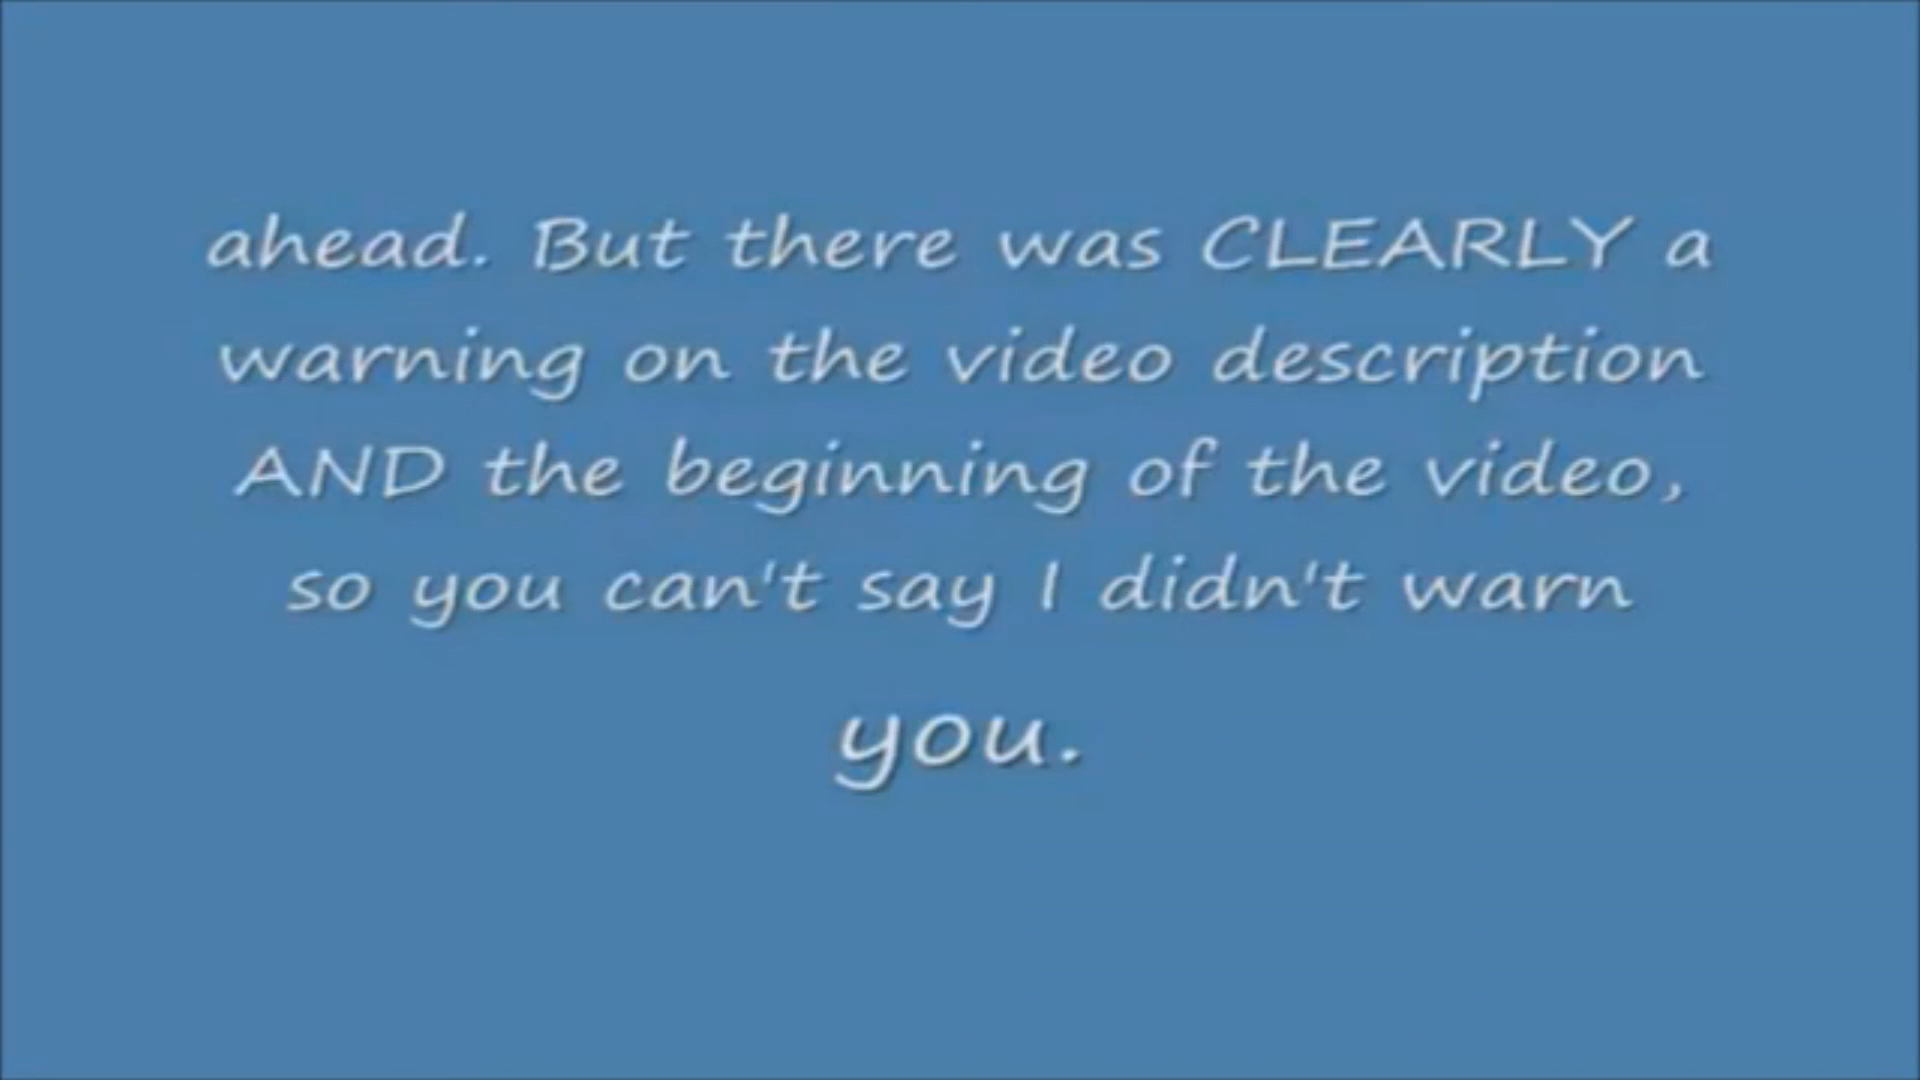 ahead. But there was CLEARLY a
warning on the video description
AND the beginning of the video,
so you can't say I didn't warn
you.